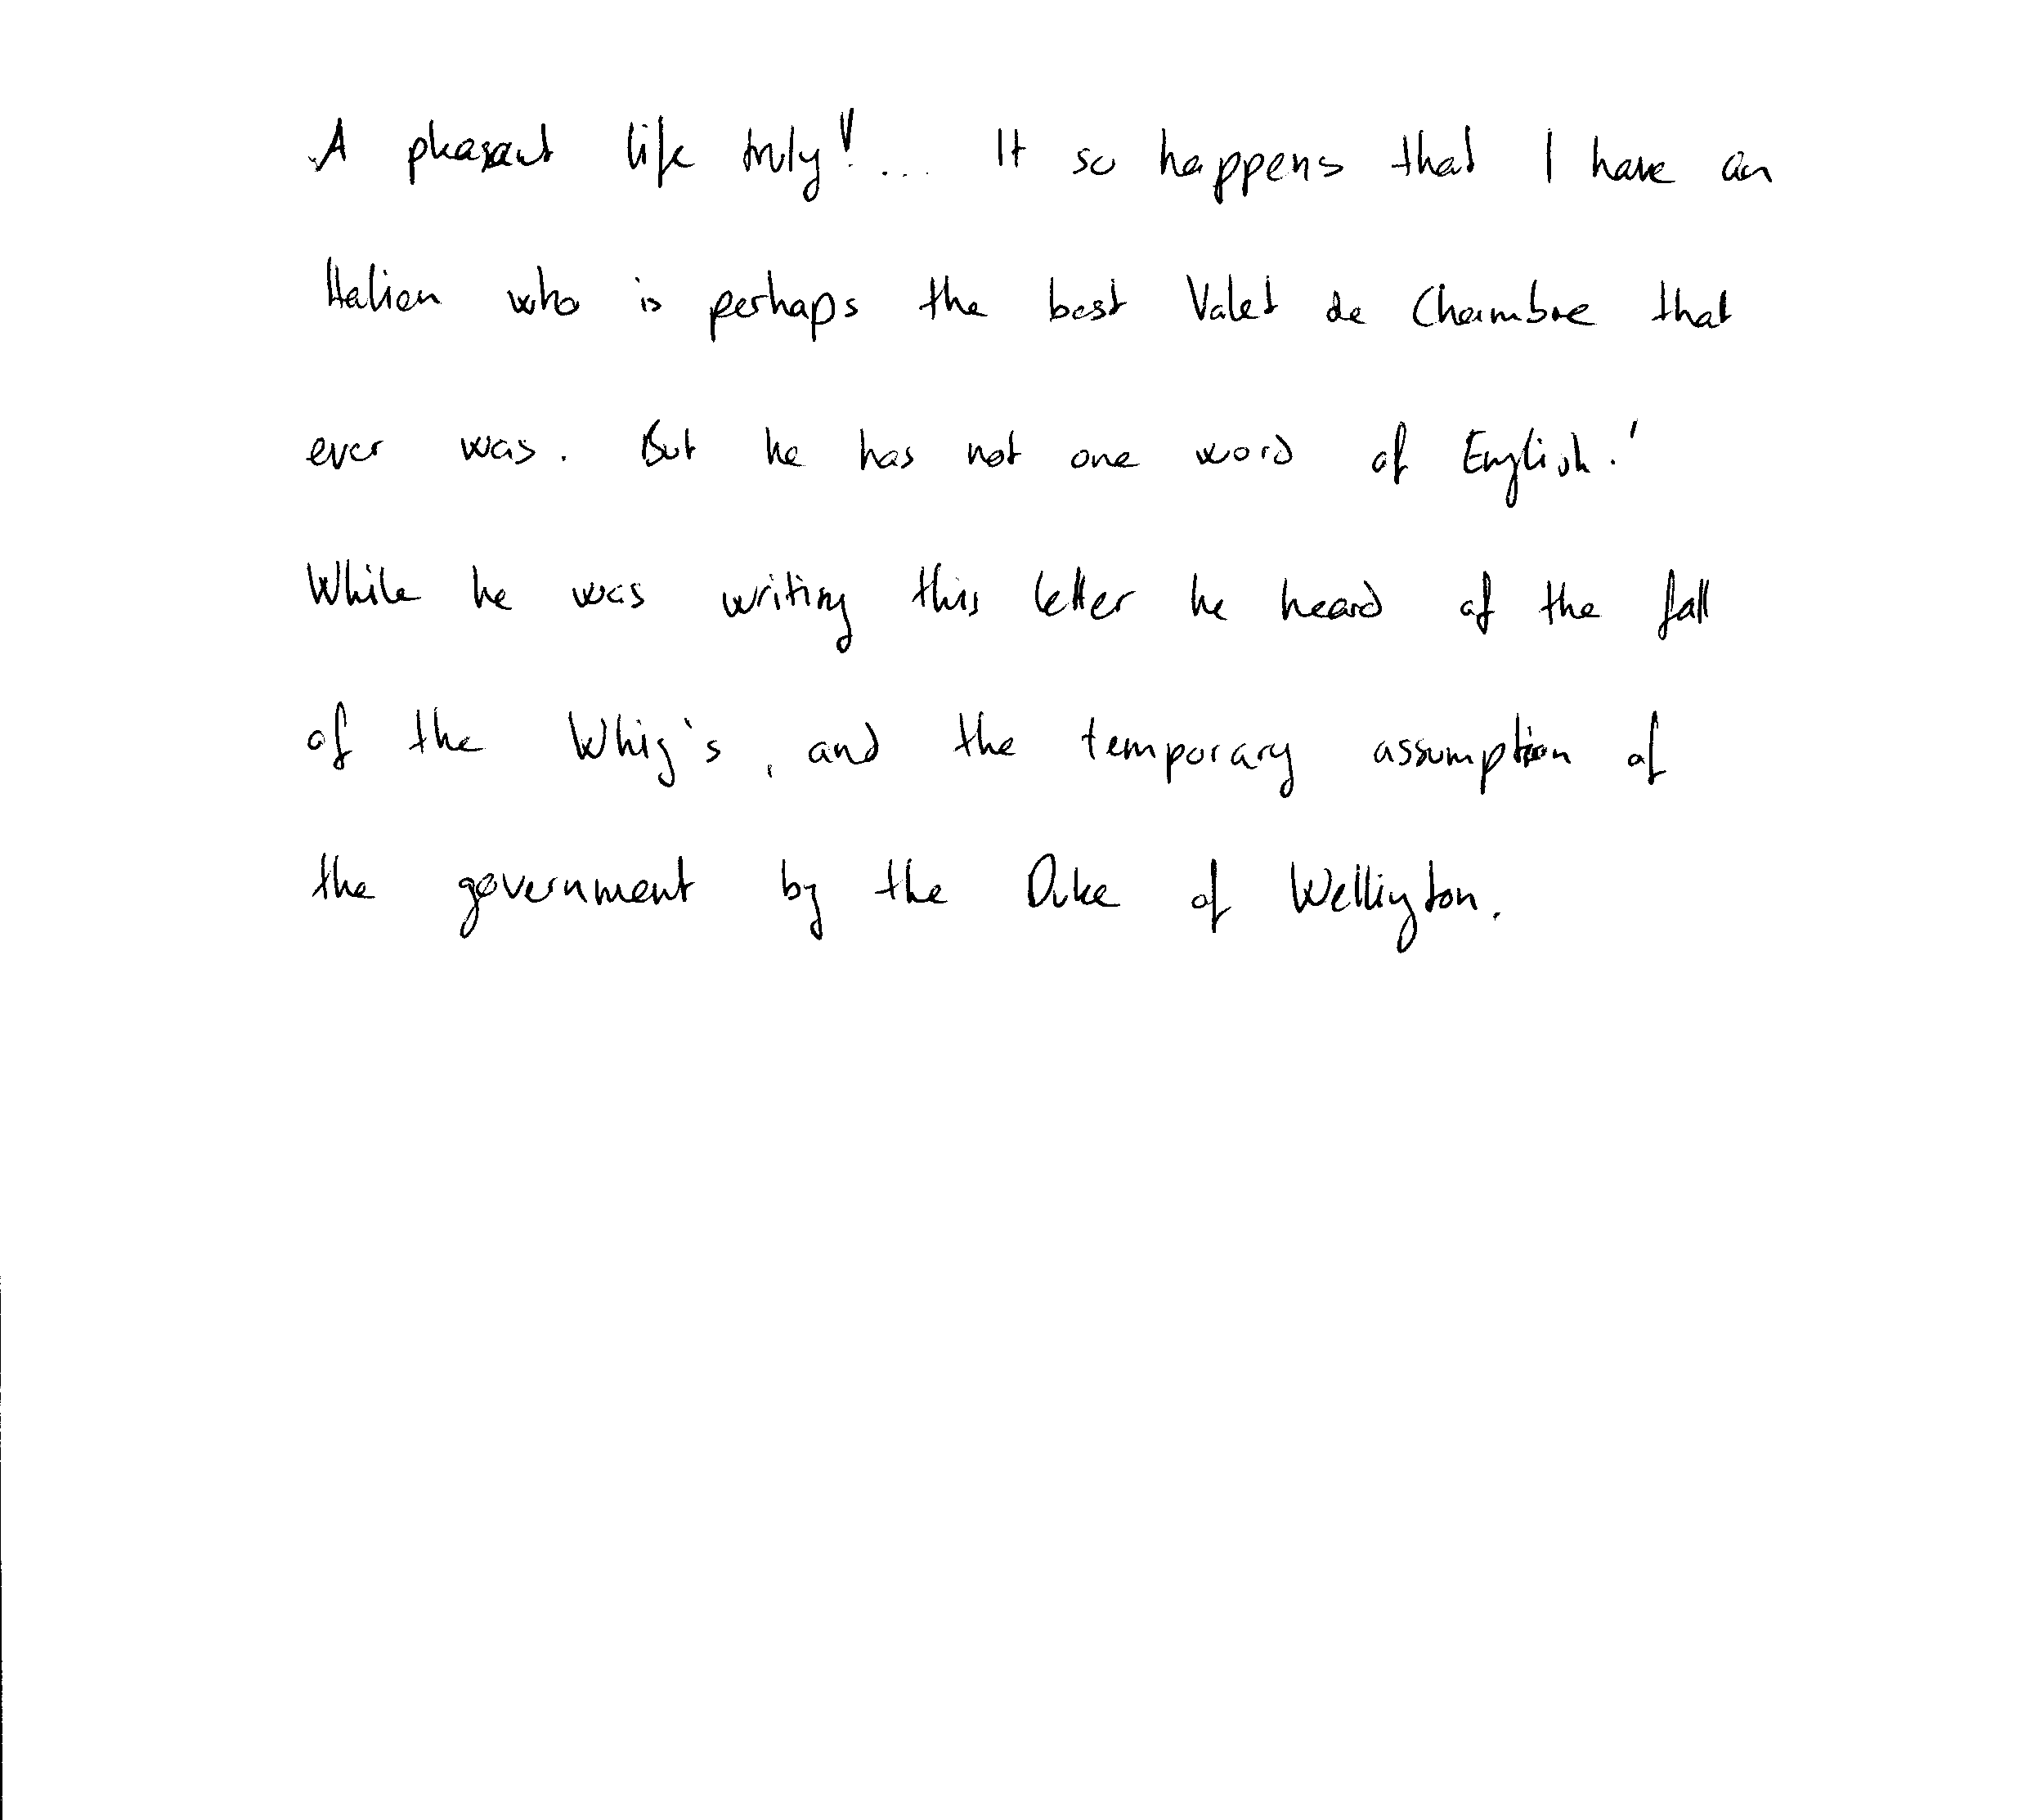 A pleasant life truly! ... It so happens that I have an
Italian who is perhaps the best Valet de Chambre that
ever was. But he has not one word of English.'
While he was writing this letter he heard of the fall
of the Whig's, and the temporary assumption of
the government by the Duke of Wellington.